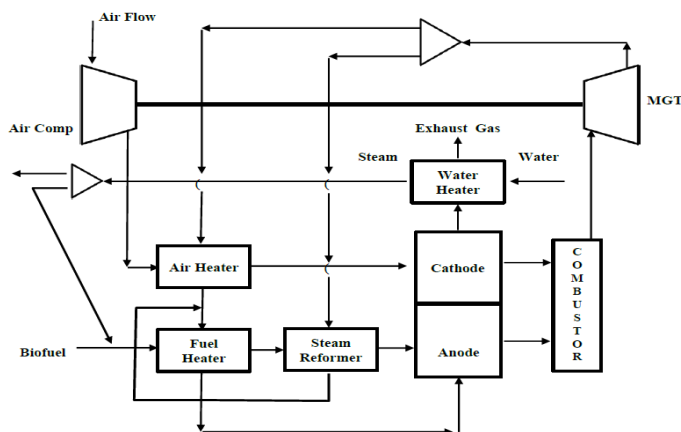 Air Flow
MGT
Air Comp
Exhaust Gas
Steam
Water
Water
Heater
Air Heater
Cathode
C
O
M
B
U
S
T
O
R
Biofuel
Fuel
Heater
Steam
Reformer
Anode